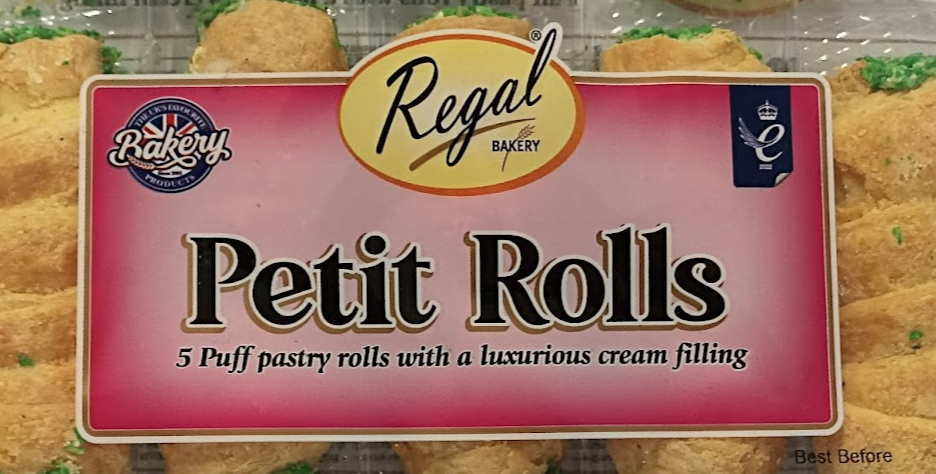 Regal®
BAKERY
THE UK'S FAVOURITE
Bakery
PRODUCTS
e
2022
Petit Rolls
5 Puff pastry rolls with a luxurious cream filling
Best Before